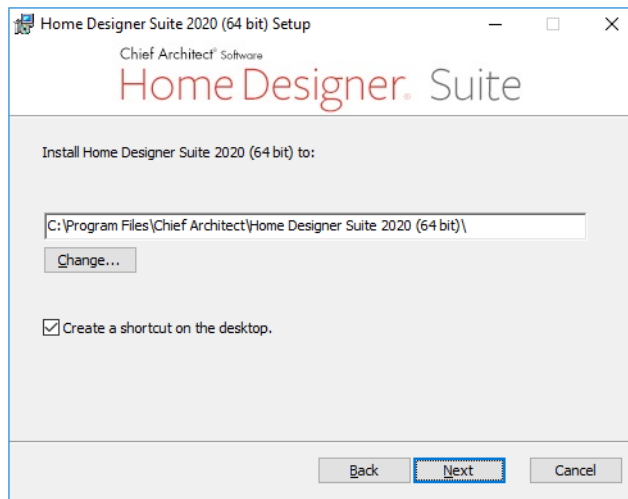 Home Designer Suite 2020 (64 bit) Setup
Chief Architect® Software
Home Designer® Suite
Install Home Designer Suite 2020 (64 bit) to:
C:\Program Files\Chief Architect\Home Designer Suite 2020 (64 bit)\
Change...
Create a shortcut on the desktop.
Back Next Cancel